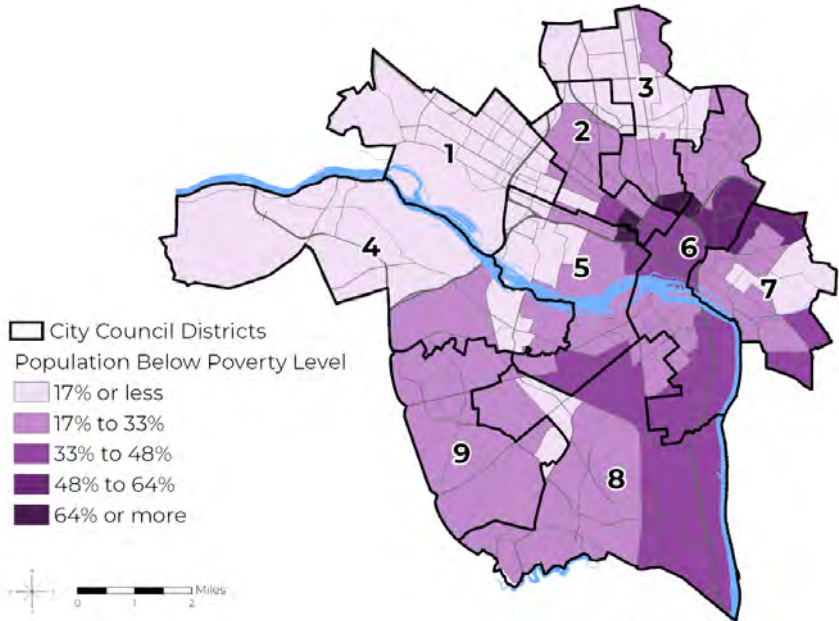 3
2
1
6
4
5
7
City Council Districts
Population Below Poverty Level
17% or less
17% to 33%
33% to 48%
48% to 64%
64% or more
9
8
Miles
0 1 2